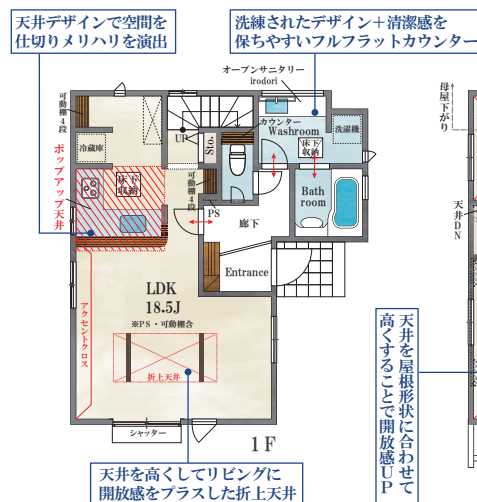 天井デザインで空間を
仕切りメリハリを演出
洗練されたデザイン＋清潔感を
保ちやすいフルフラットカウンター
オープンサニタリー
irodori
母屋下がり
可動棚4段
UP
Sto.
カウンター
Washroom
洗濯機
床下
収納
冷蔵庫
ポップアップ天井
床下
収納
可動棚4段
PS
Bath
room
天井DN
廊下
Entrance
LDK
18.5J
※PS・可動棚含
アクセントクロス
折上天井
シャッター
1F
天井を屋根形状に合わせて
高くすることで開放感UP
天井を高くしてリビングに
開放感をプラスした折上天井